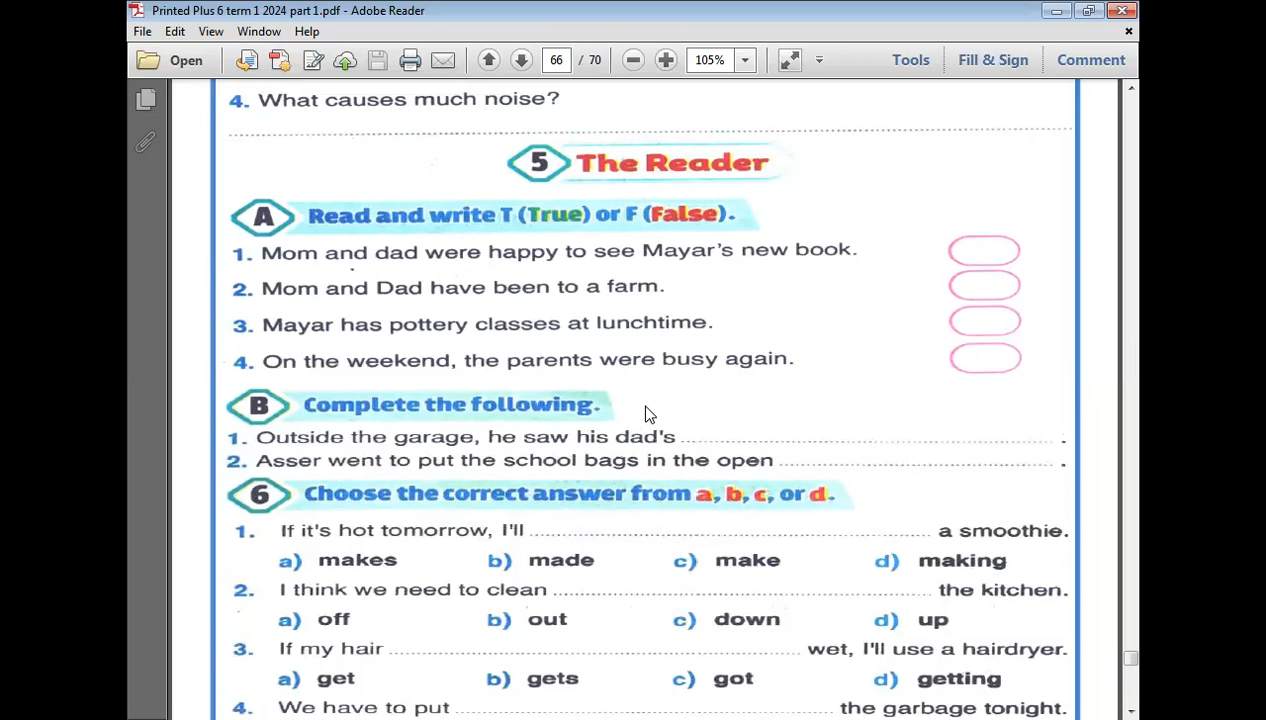 Printed Plus 6 term 1 2024 part 1.pdf - Adobe Reader
File Edit View Window Help
Open 66 / 70 105% Tools Fill & Sign Comment
4. What causes much noise?
5 The Reader
A Read and write T (True) or F (False).
1. Mom and dad were happy to see Mayar's new book.
2. Mom and Dad have been to a farm.
3. Mayar has pottery classes at lunchtime.
4. On the weekend, the parents were busy again.
B Complete the following.
1. Outside the garage, he saw his dad's .
2. Asser went to put the school bags in the open .
6 Choose the correct answer from a, b, c, or d.
1. If it's hot tomorrow, I'll a smoothie.
a) makes b) made c) make d) making
2. I think we need to clean the kitchen.
a) off b) out c) down d) up
3. If my hair wet, I'll use a hairdryer.
a) get b) gets c) got d) getting
4. We have to put the garbage tonight.